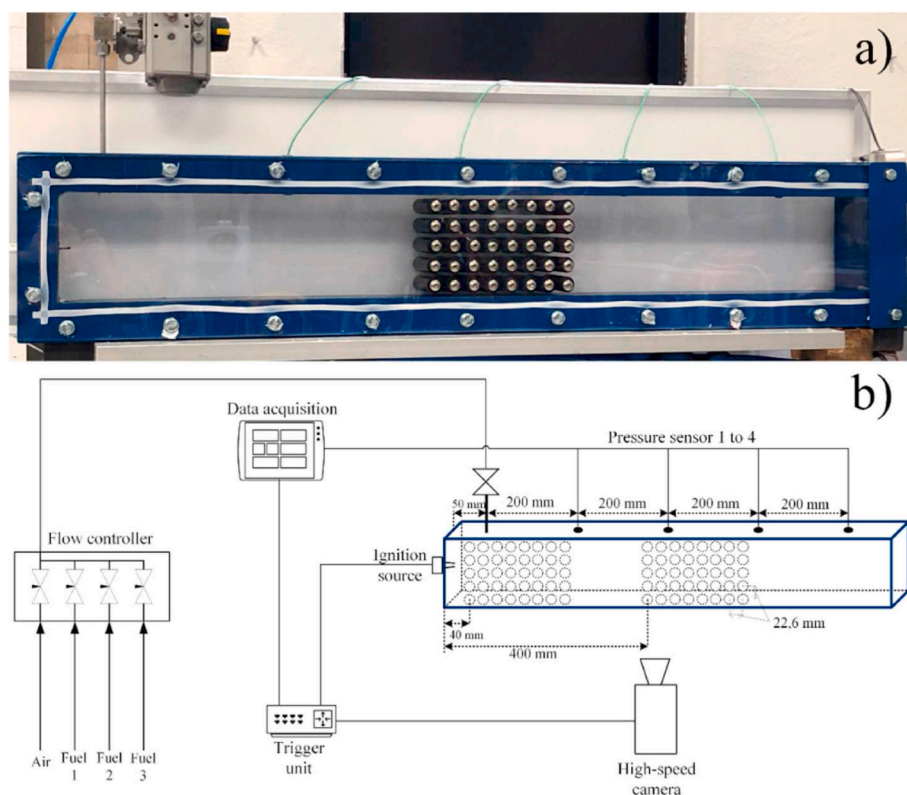 a)
b)
Data acquisition
Pressure sensor 1 to 4
50 mm
200 mm
200 mm
200 mm
200 mm
Flow controller
Ignition
source
22,6 mm
40 mm
400 mm
Air
Fuel
1
Fuel
2
Fuel
3
Trigger
unit
High-speed
camera